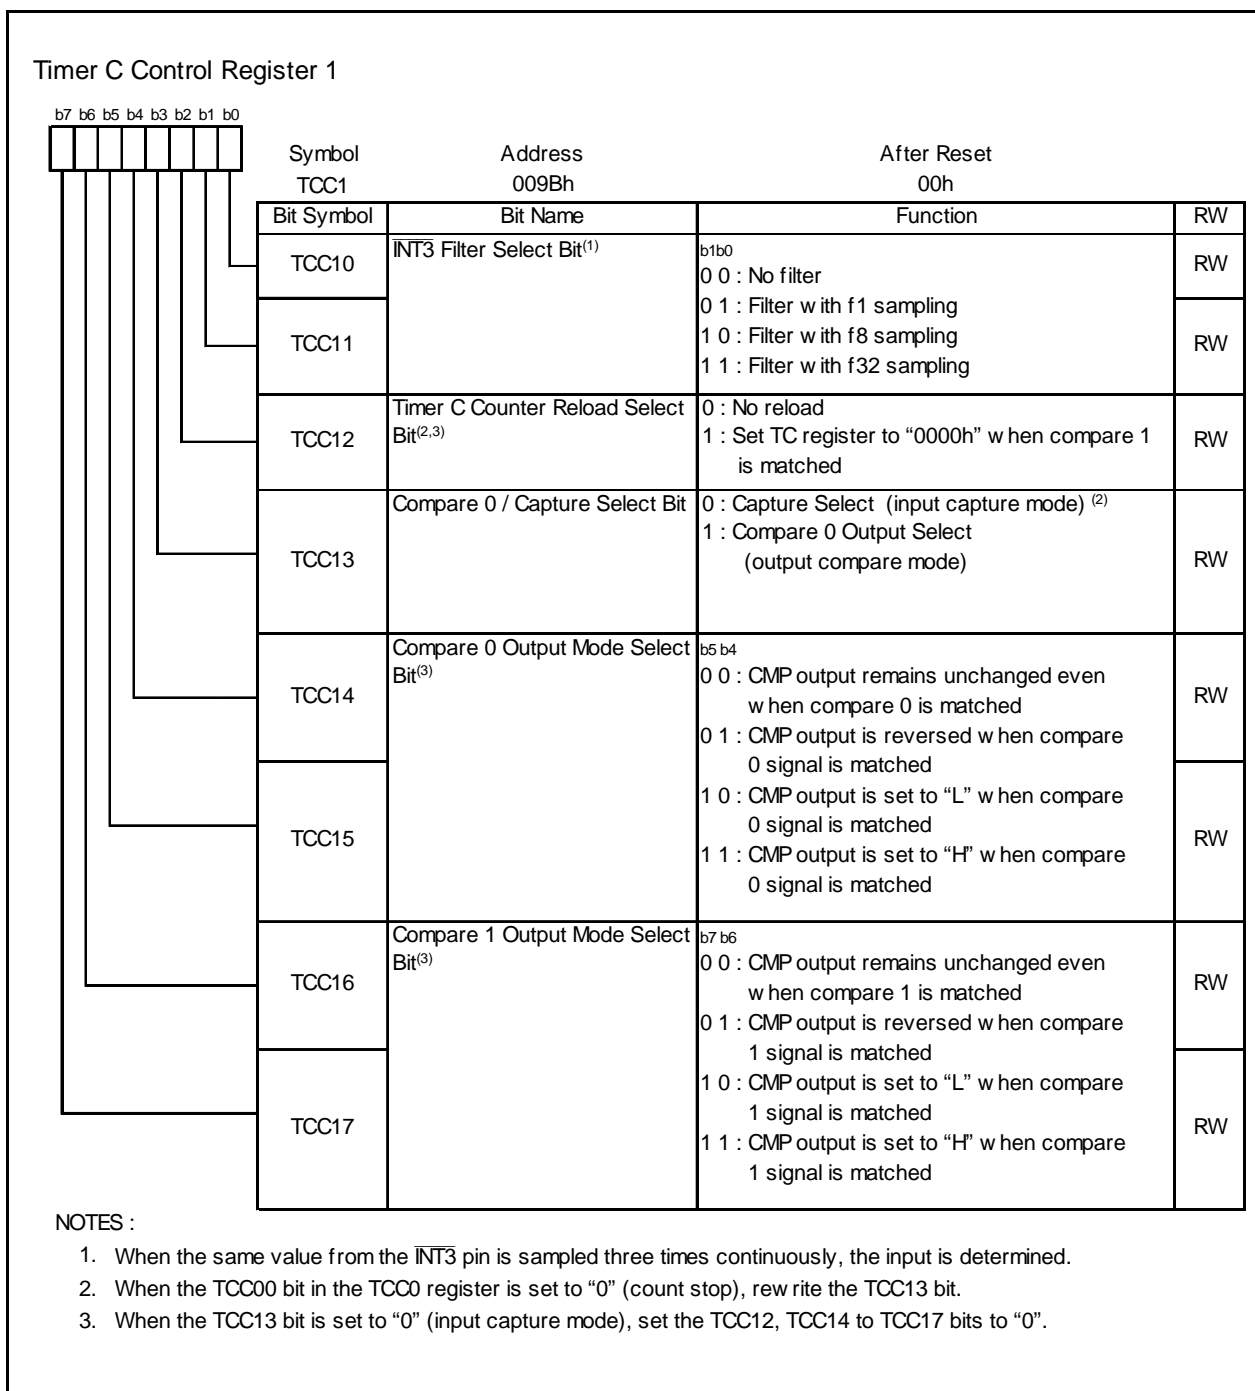 Timer C Control Register 1
b7 b6 b5 b4 b3 b2 b1 b0
Symbol Address After Reset
TCC1 009Bh 00h
Bit Symbol Bit Name Function RW
TCC10 INT3 Filter Select Bit(1) RW
b1b0
0 0 : No filter
0 1 : Filter with f1 sampling
TCC11 RW
1 0 : Filter with f8 sampling
1 1 : Filter with f32 sampling
TCC12 RW
Timer C Counter Reload Select
Bit(2,3)
0 : No reload
1 : Set TC register to “0000h” when compare 1
is matched
TCC13 RW
Compare 0 / Capture Select Bit
0 : Capture Select (input capture mode) (2)
1 : Compare 0 Output Select
(output compare mode)
TCC14 RW
Compare 0 Output Mode Select
Bit(3)
b5 b4
0 0 : CMP output remains unchanged even
when compare 0 is matched
0 1 : CMP output is reversed when compare
0 signal is matched
TCC15 RW
1 0 : CMP output is set to “L” when compare
0 signal is matched
1 1 : CMP output is set to “H” when compare
0 signal is matched
TCC16 RW
Compare 1 Output Mode Select
Bit(3)
b7 b6
0 0 : CMP output remains unchanged even
when compare 1 is matched
0 1 : CMP output is reversed when compare
1 signal is matched
TCC17 RW
1 0 : CMP output is set to “L” when compare
1 signal is matched
1 1 : CMP output is set to “H” when compare
1 signal is matched
NOTES :
1. When the same value from the INT3 pin is sampled three times continuously, the input is determined.
2. When the TCC00 bit in the TCC0 register is set to “0” (count stop), rewrite the TCC13 bit.
3. When the TCC13 bit is set to “0” (input capture mode), set the TCC12, TCC14 to TCC17 bits to “0”.